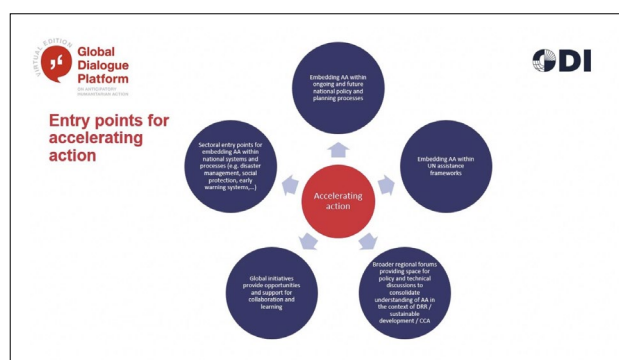 VIRTUAL EDITION
Global
Dialogue
Platform
ON ANTICIPATORY
HUMANITARIAN ACTION
ODI
Entry points for
accelerating
action
Embedding AA within
ongoing and future
national policy and
planning processes
Sectoral entry points for
embedding AA within
national systems and
processes (e.g. disaster
management, social
protection, early
warning systems,...)
Embedding AA within
UN assistance
frameworks
Accelerating
action
Global initiatives
provide opportunities
and support for
collaboration and
learning
Broader regional forums
providing space for
policy and technical
discussions to
consolidate
understanding of AA in
the context of DRR /
sustainable
development / CCA